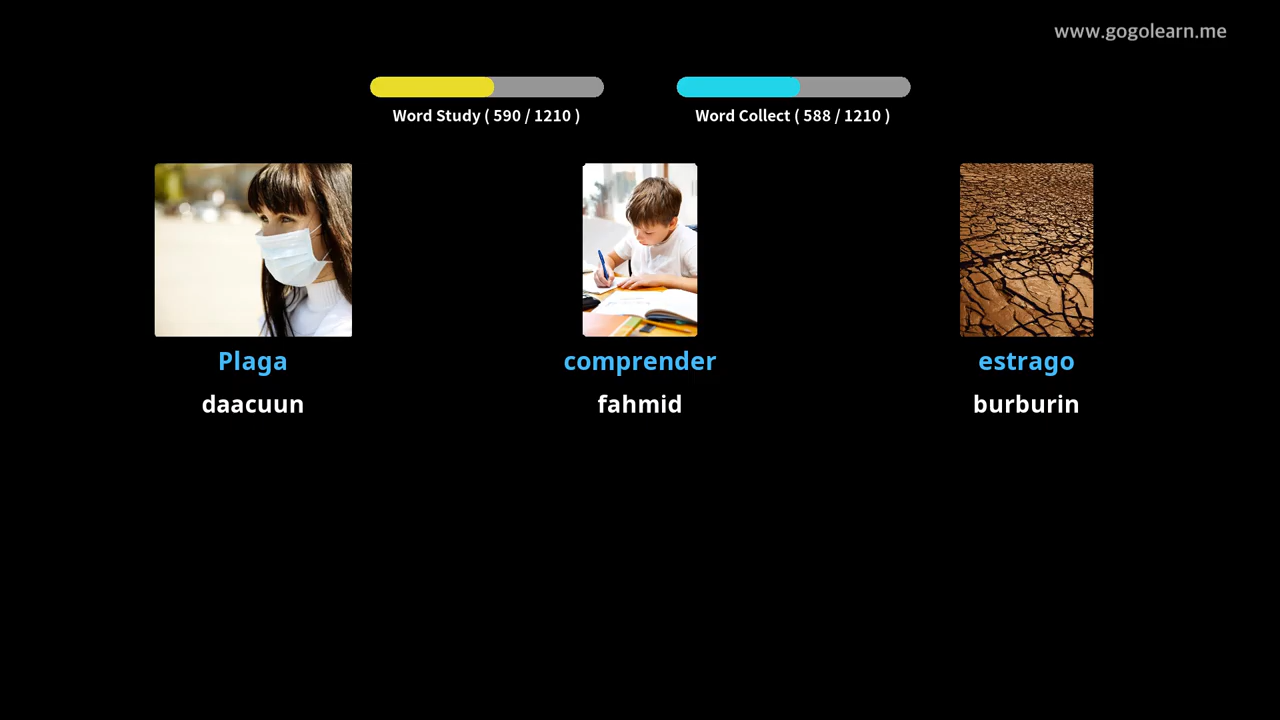 www.gogolearn.me
Word Study ( 590 / 1210 )
Word Collect ( 588 / 1210 )
Plaga
comprender
estrago
daacuun
fahmid
burburin